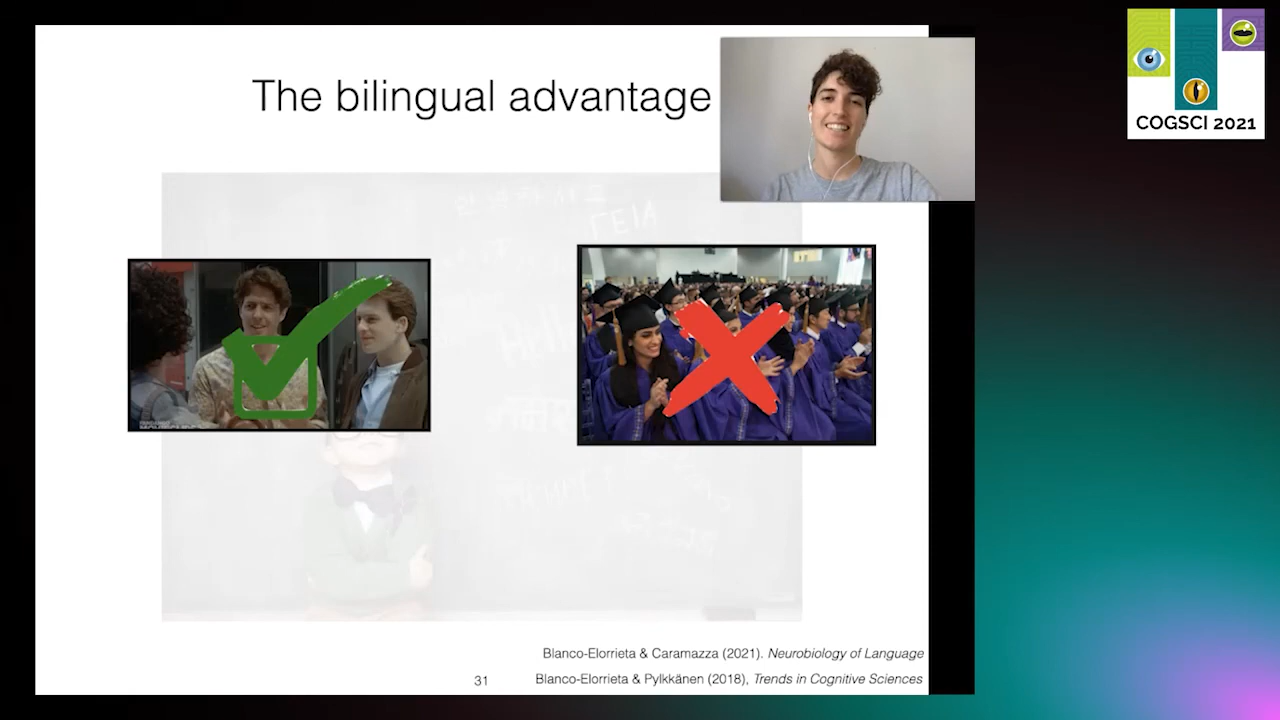 The bilingual advantage
COGSCI 2021
ΓΕΙΑ
Blanco-Elorrieta & Caramazza (2021). Neurobiology of Language
31
Blanco-Elorrieta & Pylkkänen (2018), Trends in Cognitive Sciences